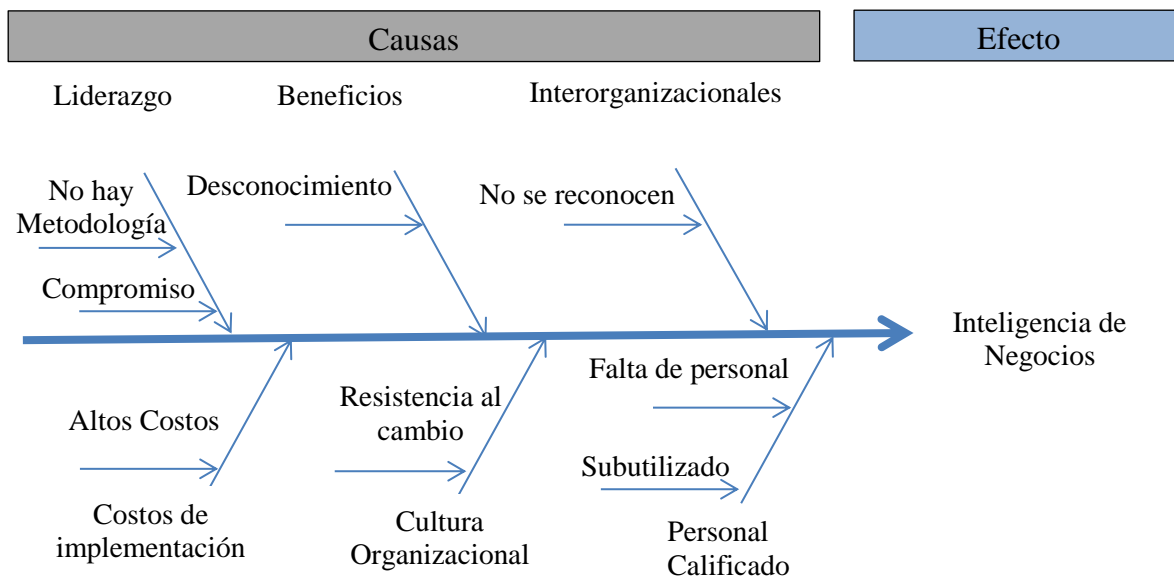 Causas
Efecto
Liderazgo
Beneficios
Interorganizacionales
No hay
Metodología
Desconocimiento
No se reconocen
Compromiso
Inteligencia de
Negocios
Altos Costos
Resistencia al
cambio
Falta de personal
Subutilizado
Costos de
implementación
Cultura
Organizacional
Personal
Calificado